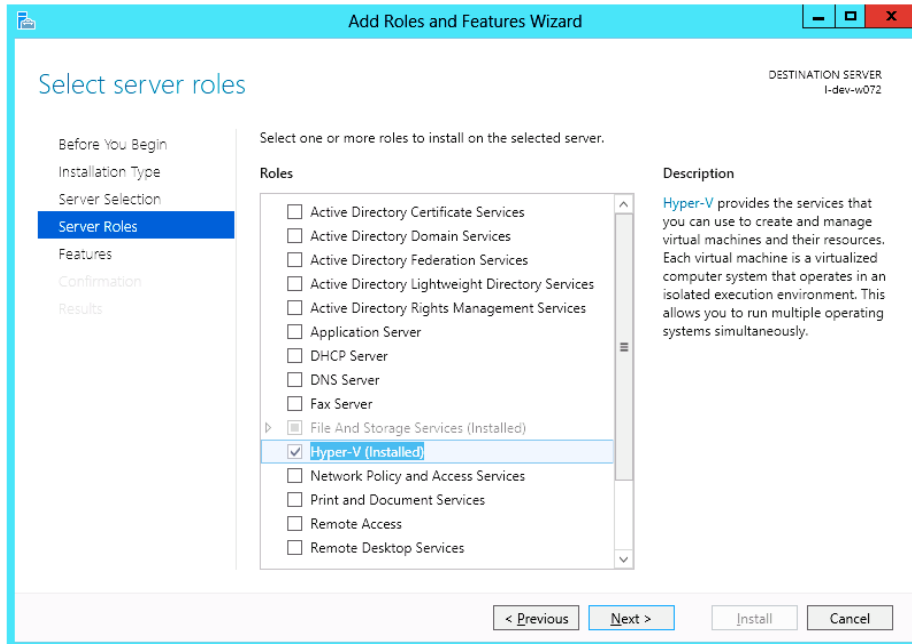 Add Roles and Features Wizard
Select server roles
DESTINATION SERVER
l-dev-w072
Before You Begin
Installation Type
Server Selection
Server Roles
Features
Confirmation
Results
Select one or more roles to install on the selected server.
Roles
Active Directory Certificate Services
Active Directory Domain Services
Active Directory Federation Services
Active Directory Lightweight Directory Services
Active Directory Rights Management Services
Application Server
DHCP Server
DNS Server
Fax Server
File And Storage Services (Installed)
Hyper-V (Installed)
Network Policy and Access Services
Print and Document Services
Remote Access
Remote Desktop Services
Description
Hyper-V provides the services that
you can use to create and manage
virtual machines and their resources.
Each virtual machine is a virtualized
computer system that operates in an
isolated execution environment. This
allows you to run multiple operating
systems simultaneously.
< Previous
Next >
Install
Cancel